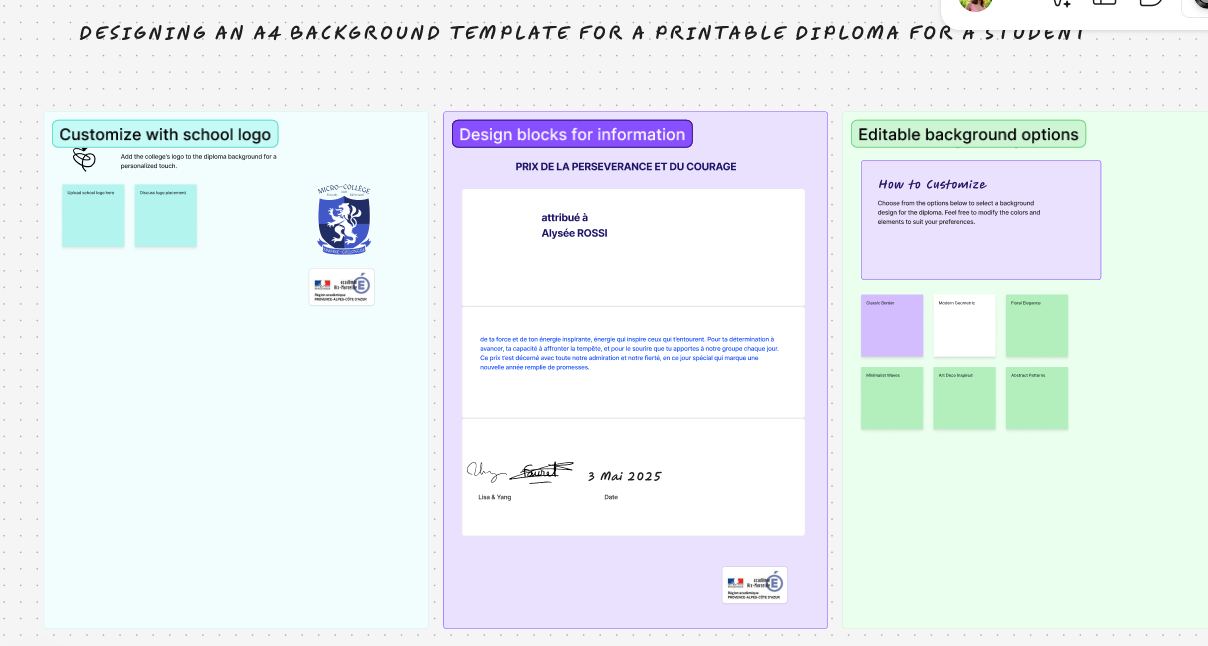 DESIGNING AN A4 BACKGROUND TEMPLATE FOR A PRINTABLE DIPLOMA FOR A STUDENT
Customize with school logo
Add the college's logo to the diploma background for a
personalized touch.
Upload school logo here
Discuss logo placement
MICRO-COLLÈGE
académie
Aix-Marseille
Région académique
PROVENCE-ALPES-CÔTE D'AZUR
Design blocks for information
PRIX DE LA PERSEVERANCE ET DU COURAGE
attribué à
Alysée ROSSI
de ta force et de ton énergie inspirante, énergie qui inspire ceux qui t'entourent. Pour ta détermination à
avancer, ta capacité à affronter la tempête, et pour le sourire que tu apportes à notre groupe chaque jour.
Ce prix t'est décerné avec toute notre admiration et notre fierté, en ce jour spécial qui marque une
nouvelle année remplie de promesses.
3 Mai 2025
Lisa & Yang
Date
académie
Aix-Marseille
Région académique
PROVENCE-ALPES-CÔTE D'AZUR
Editable background options
How to Customize
Choose from the options below to select a background
design for the diploma. Feel free to modify the colors and
elements to suit your preferences.
Classic Border
Modern Geometric
Floral Elegance
Minimalist Waves
Art Deco Inspired
Abstract Patterns